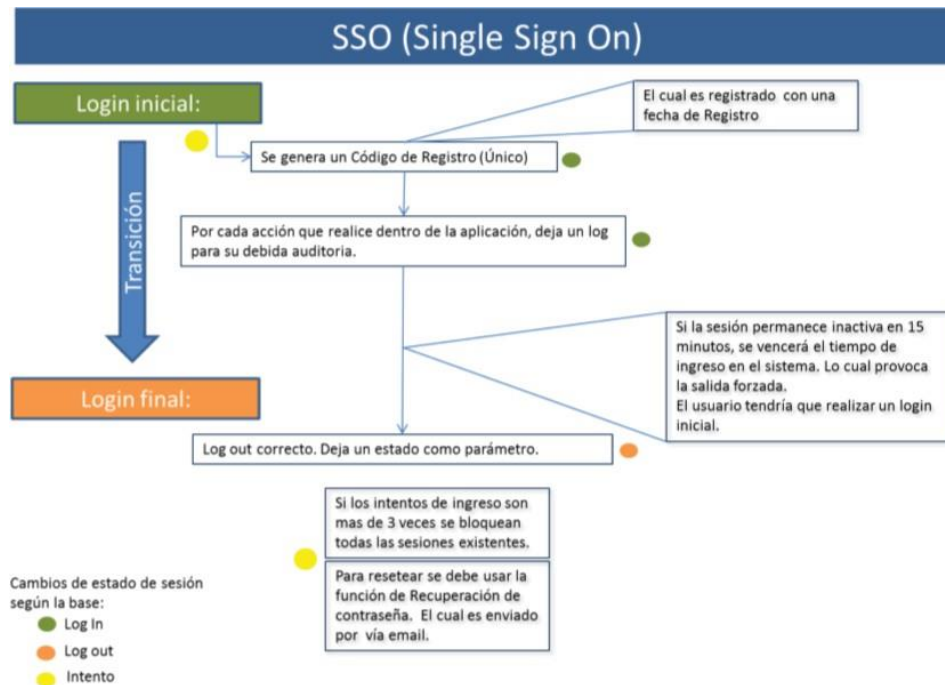 SSO (Single Sign On)
Login inicial:
El cual es registrado con una
fecha de Registro
Se genera un Código de Registro (Único)
Transición
Por cada acción que realice dentro de la aplicación, deja un log
para su debida auditoria.
Si la sesión permanece inactiva en 15
minutos, se vencerá el tiempo de
ingreso en el sistema. Lo cual provoca
la salida forzada.
El usuario tendría que realizar un login
inicial.
Login final:
Log out correcto. Deja un estado como parámetro.
Si los intentos de ingreso son
mas de 3 veces se bloquean
todas las sesiones existentes.
Para resetear se debe usar la
función de Recuperación de
contraseña. El cual es enviado
por vía email.
Cambios de estado de sesión
según la base:
Log In
Log out
Intento